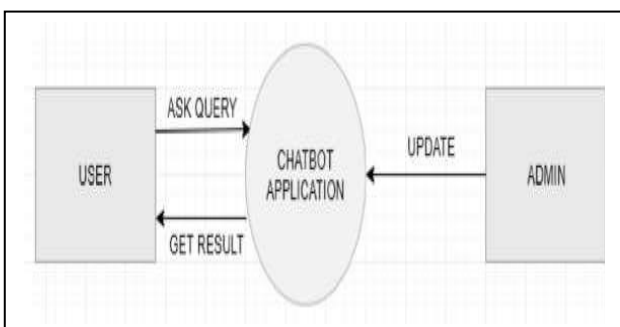 ASK QUERY
USER
GET RESULT
CHATBOT
APPLICATION
UPDATE
ADMIN